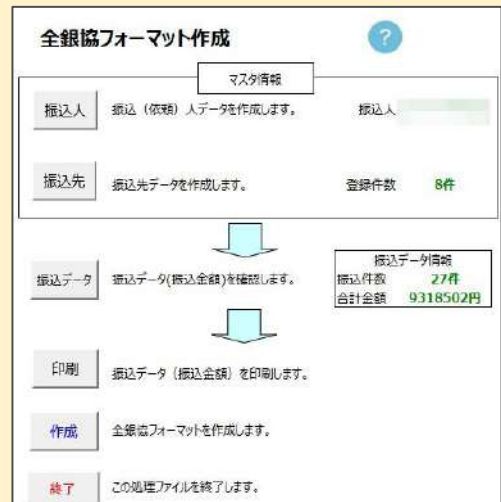 全銀協フォーマット作成 ?
マスタ情報
振込人 振込（依頼）人データを作成します。 振込人
振込先 振込先データを作成します。 登録件数 8件
振込データ 振込データ(振込金額)を確認します。
振込データ情報
振込件数 27件
合計金額 9318502円
印刷 振込データ（振込金額）を印刷します。
作成 全銀協フォーマットを作成します。
終了 この処理ファイルを終了します。